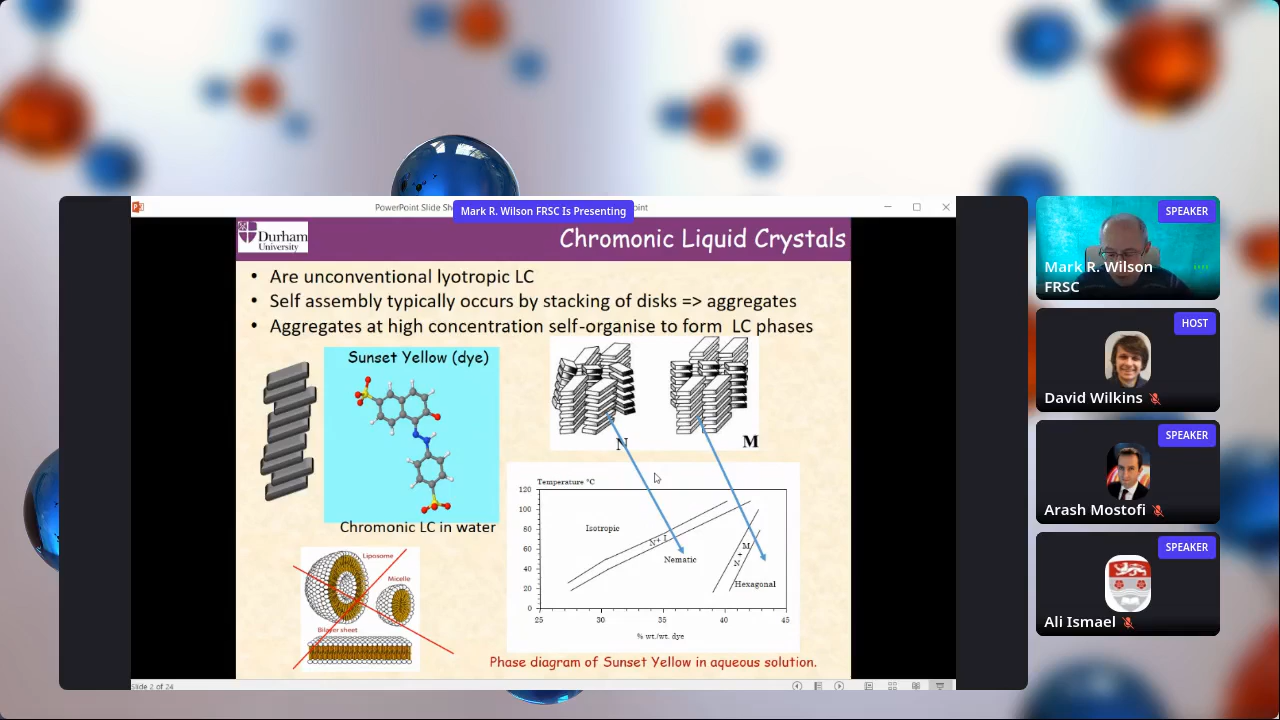 PowerPoint Slide Sh
Mark R. Wilson FRSC Is Presenting
oint
Durham
University
Chromonic Liquid Crystals
• Are unconventional lyotropic LC
• Self assembly typically occurs by stacking of disks => aggregates
• Aggregates at high concentration self-organise to form LC phases
Sunset Yellow (dye)
N
M
Chromonic LC in water
Liposome
Micelle
Bilayer sheet
Temperature °C
120
100
80
60
40
20
0
25
30
35
40
45
Isotropic
N+ I
Nematic
M
+
N
Hexagonal
% wt./wt. dye
Phase diagram of Sunset Yellow in aqueous solution.
Slide 2 of 24
SPEAKER
Mark R. Wilson
FRSC
HOST
David Wilkins
SPEAKER
Arash Mostofi
SPEAKER
Ali Ismael